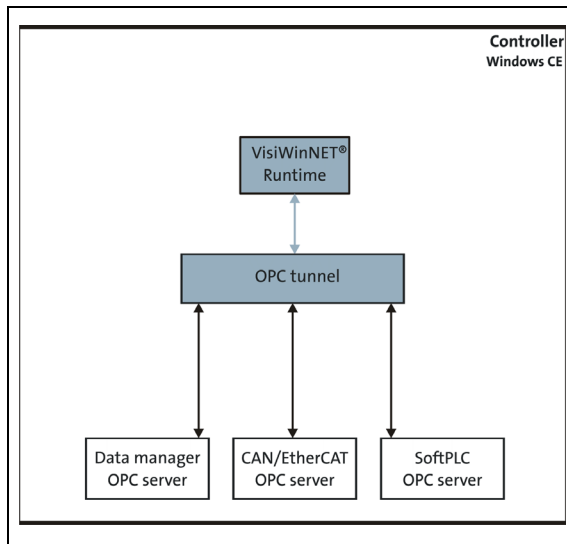 Controller
Windows CE
VisiWinNET®
Runtime
OPC tunnel
Data manager
OPC server
CAN/EtherCAT
OPC server
SoftPLC
OPC server